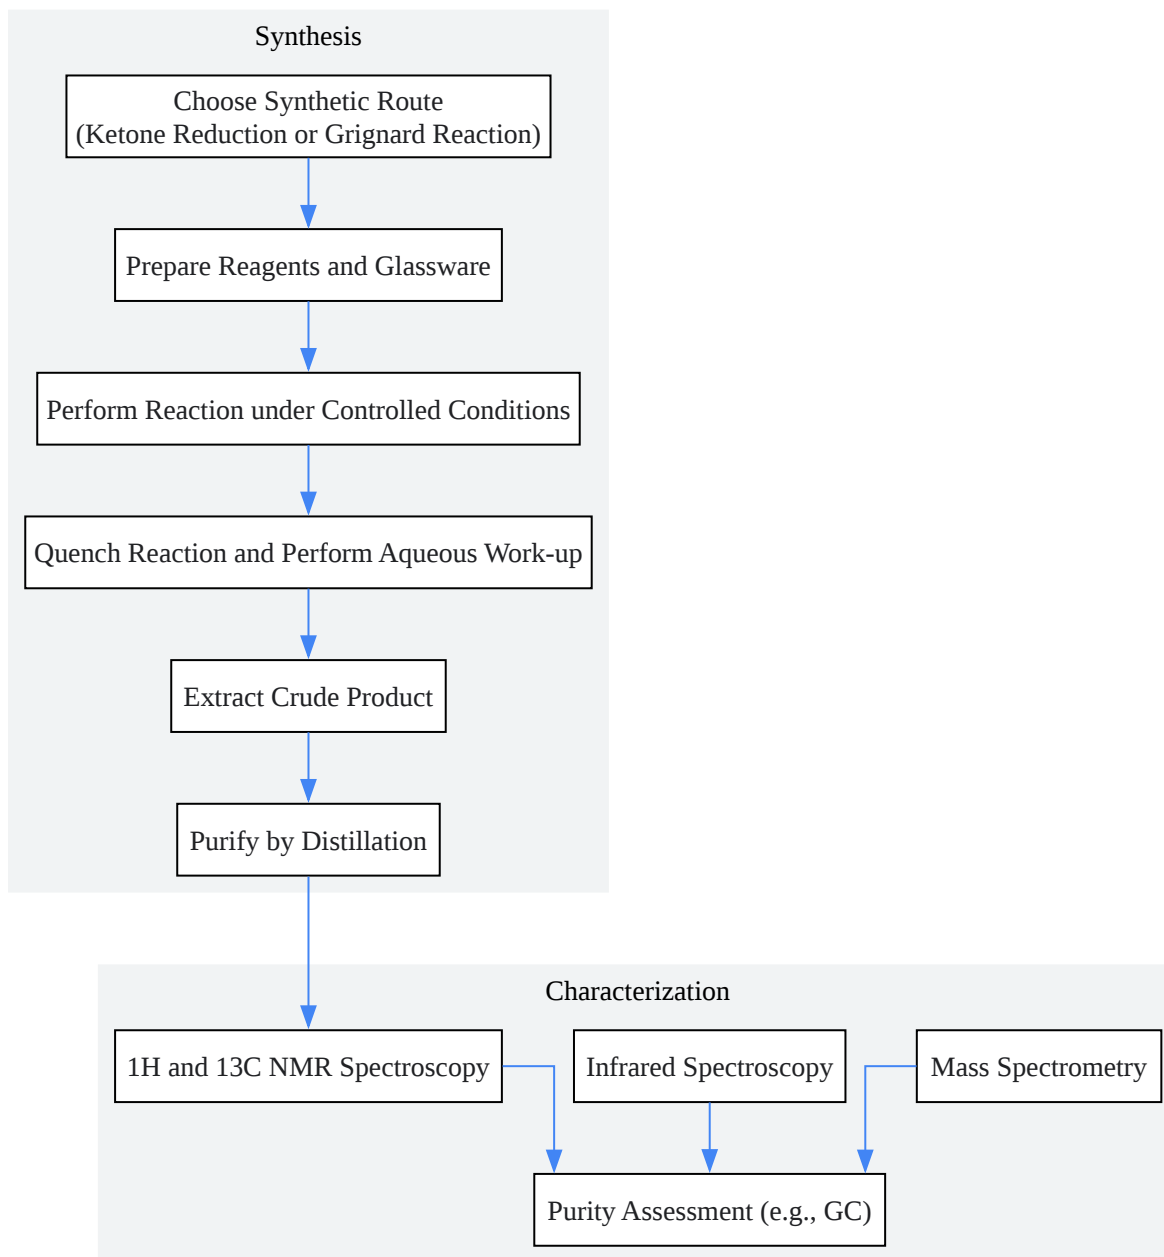 Synthesis
Choose Synthetic Route
(Ketone Reduction or Grignard Reaction)
Prepare Reagents and Glassware
Perform Reaction under Controlled Conditions
Quench Reaction and Perform Aqueous Work-up
Extract Crude Product
Purify by Distillation
Characterization
1H and 13C NMR Spectroscopy
Infrared Spectroscopy
Mass Spectrometry
Purity Assessment (e.g., GC)